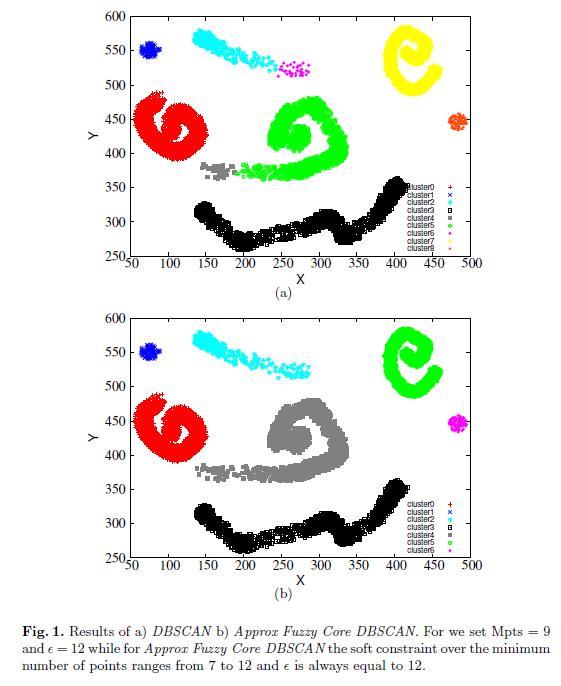 600
550
500
450
400
350
300
250
Y
50 100 150 200 250 300 350 400 450 500
X
cluster0
cluster1
cluster2
cluster3
cluster4
cluster5
cluster6
cluster7
cluster8
(a)
600
550
500
450
400
350
300
250
Y
50 100 150 200 250 300 350 400 450 500
X
cluster0
cluster1
cluster2
cluster3
cluster4
cluster5
cluster6
(b)
Fig. 1. Results of a) DBSCAN b) Approx Fuzzy Core DBSCAN. For we set Mpts = 9
and ϵ = 12 while for Approx Fuzzy Core DBSCAN the soft constraint over the minimum
number of points ranges from 7 to 12 and ϵ is always equal to 12.